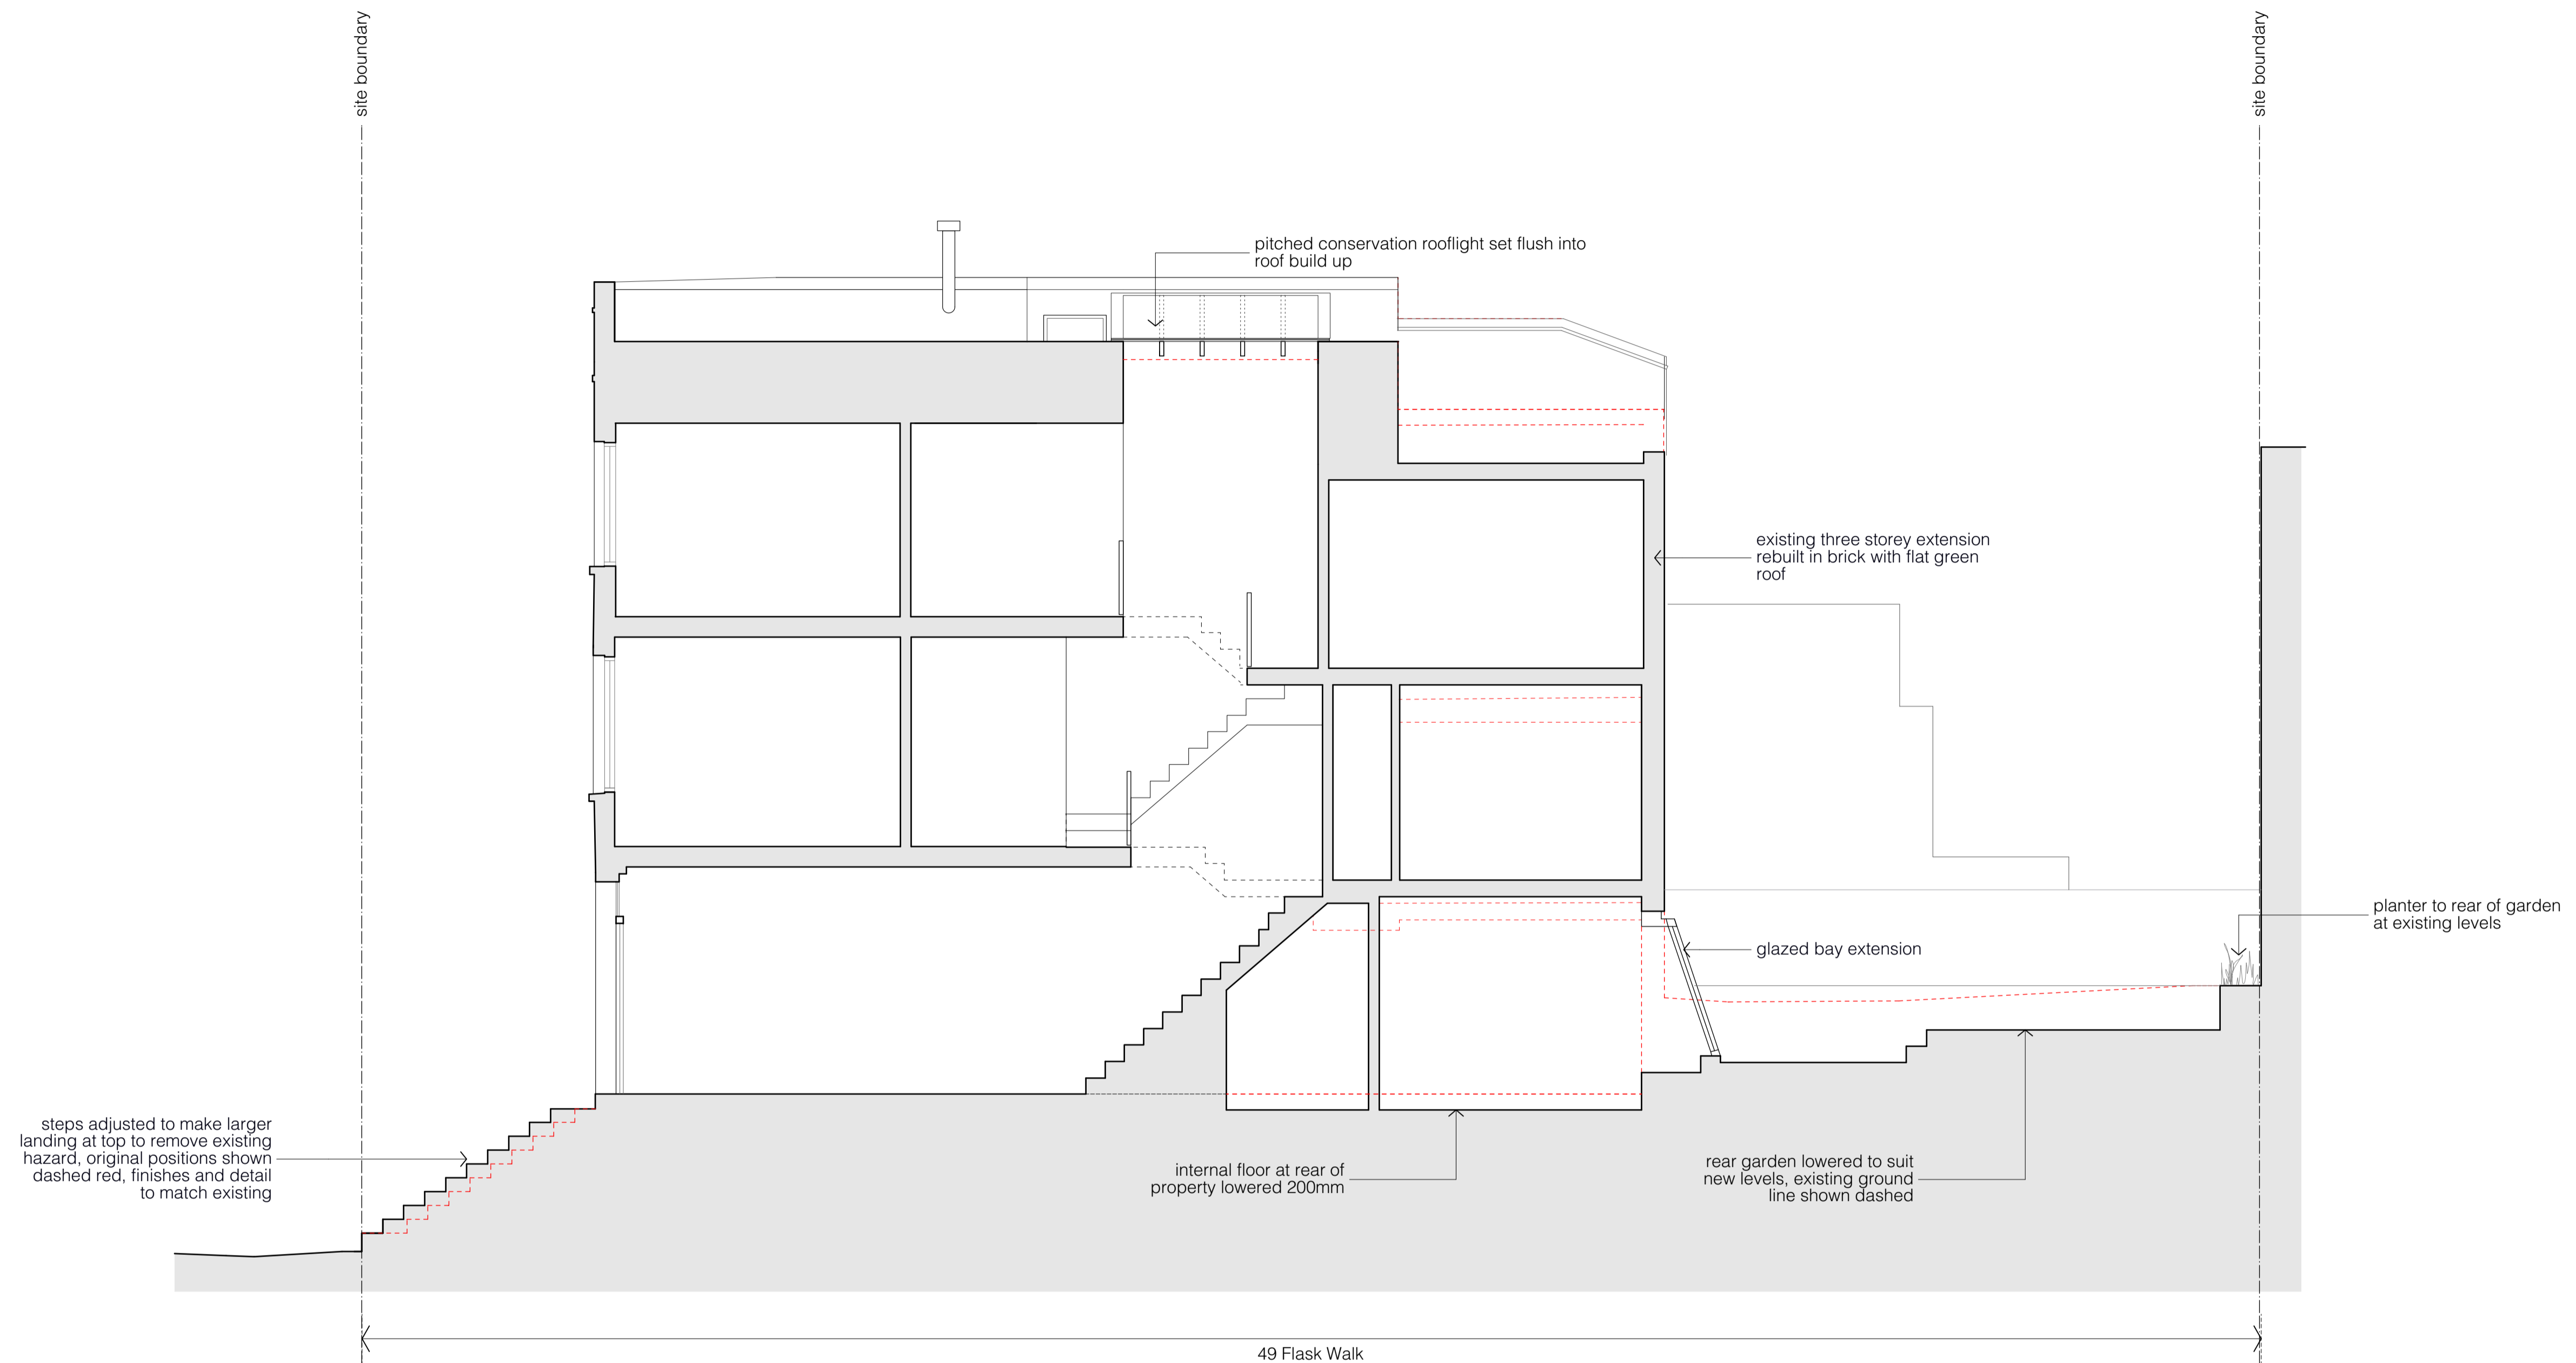 site boundary
site boundary
pitched conservation rooflight set flush into
roof build up
existing three storey extension
rebuilt in brick with flat green
roof
planter to rear of garden
at existing levels
glazed bay extension
steps adjusted to make larger
landing at top to remove existing
hazard, original positions shown
dashed red, finishes and detail
to match existing
internal floor at rear of
property lowered 200mm
rear garden lowered to suit
new levels, existing ground
line shown dashed
49 Flask Walk